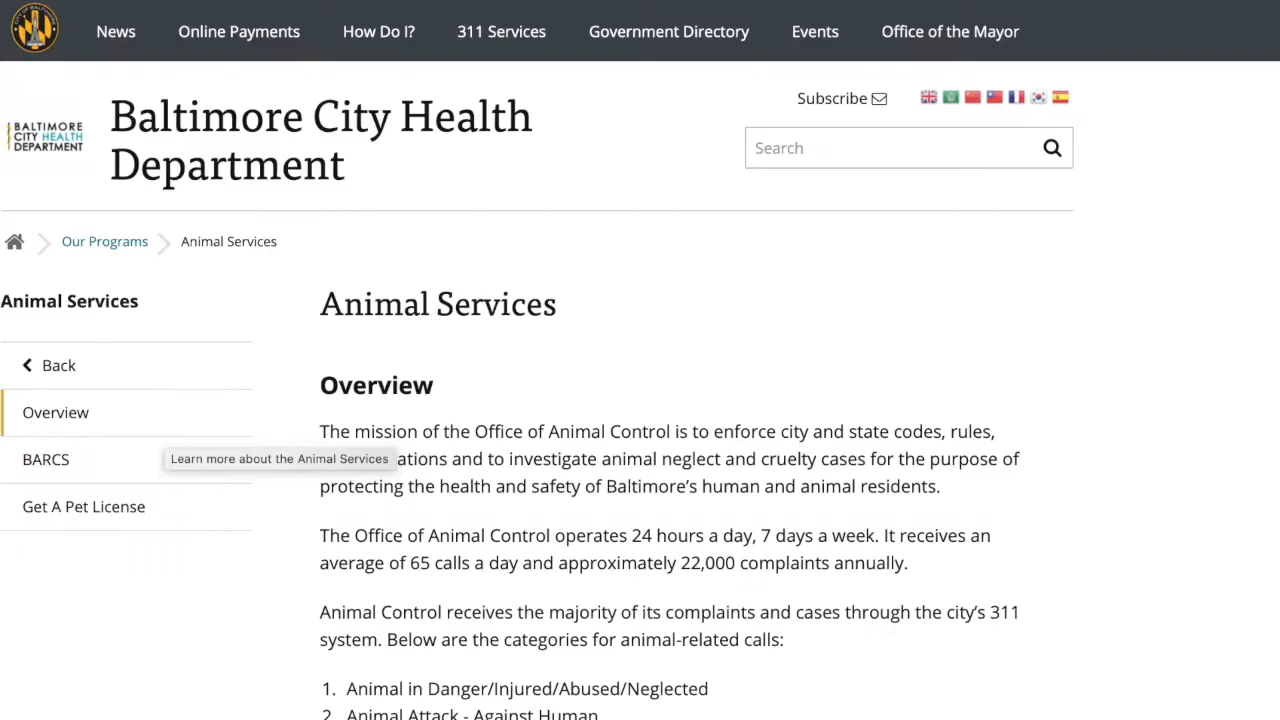 News Online Payments How Do I? 311 Services Government Directory Events Office of the Mayor
Subscribe
BALTIMORE
CITY HEALTH
DEPARTMENT
Baltimore City Health
Department
Search
Our Programs Animal Services
Animal Services
Back
Overview
BARCS
Get A Pet License
Learn more about the Animal Services
Animal Services
Overview
The mission of the Office of Animal Control is to enforce city and state codes, rules,
ations and to investigate animal neglect and cruelty cases for the purpose of
protecting the health and safety of Baltimore’s human and animal residents.
The Office of Animal Control operates 24 hours a day, 7 days a week. It receives an
average of 65 calls a day and approximately 22,000 complaints annually.
Animal Control receives the majority of its complaints and cases through the city’s 311
system. Below are the categories for animal-related calls:
1. Animal in Danger/Injured/Abused/Neglected
2. Animal Attack - Against Human